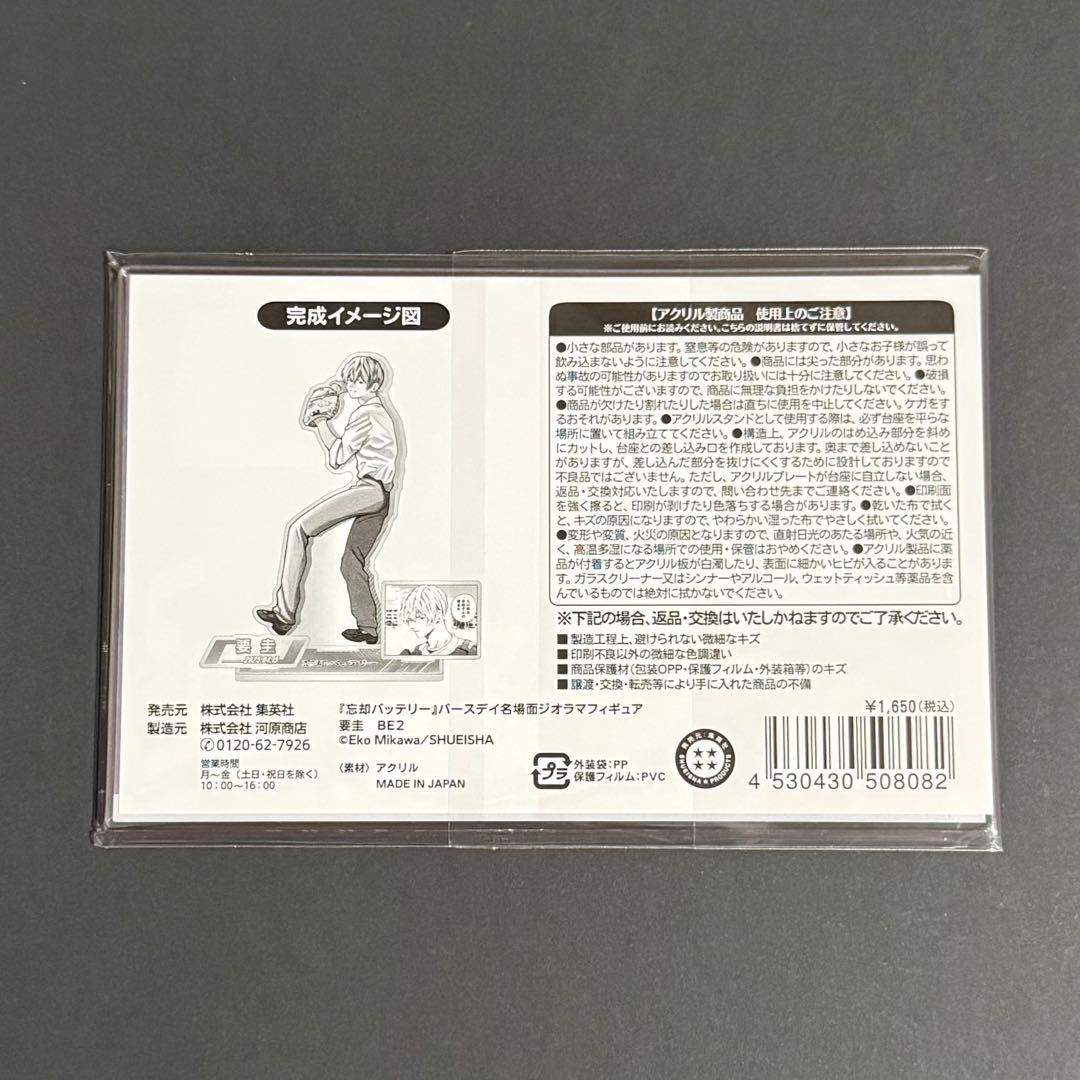 完成イメージ図
要 圭
【アクリル製商品 使用上のご注意】
※ご使用前にお読みください。こちらの説明書は捨てずに保管してください。
●小さな部品があります。窒息等の危険がありますので、小さなお子様が誤って
飲み込まないように注意してください。●商品には尖った部分があります。思わ
ぬ事故の可能性がありますのでお取り扱いには十分に注意してください。●破損
する可能性がございますので、商品に無理な負担をかけたりしないでください。
●商品が欠けたり割れたりした場合は直ちに使用を中止してください。ケガをす
るおそれがあります。●アクリルスタンドとして使用する際は、必ず台座を平らな
場所に置いて組み立ててください。●構造上、アクリルのはめ込み部分を斜め
にカットし、台座との差し込み口を作成しております。奥まで差し込めないこと
がありますが、差し込んだ部分を抜けにくくするために設計しておりますので
不良品ではございません。ただし、アクリルプレートが台座に自立しない場合、
返品・交換対応いたしますので、問い合わせ先までご連絡ください。●印刷面
を強く擦ると、印刷が剥げたり色落ちする場合があります。●乾いた布で拭く
と、キズの原因になりますので、やわらかい湿った布でやさしく拭いてください。
●変形や変質、火災の原因となりますので、直射日光のあたる場所や、火気の近
く、高温多湿になる場所での使用・保管はおやめください。●アクリル製品に薬
品が付着するとアクリル板が白濁したり、表面に細かいヒビが入ることがありま
す。ガラスクリーナー又はシンナーやアルコール、ウェットティッシュ等薬品を含
んでいるものでは絶対に拭かないでください。
※下記の場合、返品・交換はいたしかねますのでご了承ください。
■製造工程上、避けられない微細なキズ
■印刷不良以外の微細な色調違い
■商品保護材(包装OPP・保護フィルム・外装箱等)のキズ
■譲渡・交換・転売等により手に入れた商品の不備
発売元 株式会社 集英社
製造元 株式会社 河原商店
✆0120-62-7926
営業時間
月～金(土日・祝日を除く)
10：00～16：00
『忘却バッテリー』バースデイ名場面ジオラマフィギュア
要圭 BE2
©Eko Mikawa/SHUEISHA
〈素材〉アクリル
MADE IN JAPAN
プラ
外装袋：PP
保護フィルム：PVC
発売元：集英社
SHUEISHA★PRODUCTS
¥1,650(税込)
4 530430 508082